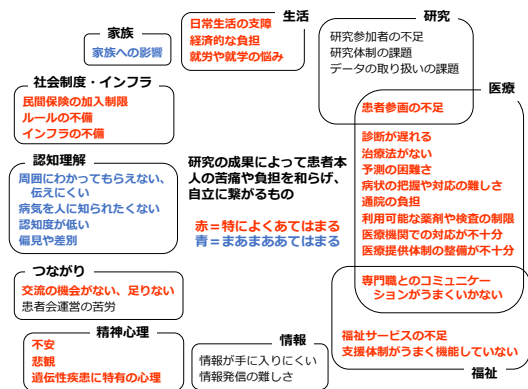 家族
家族への影響
生活
日常生活の支障
経済的な負担
就労や就学の悩み
研究
研究参加者の不足
研究体制の課題
データの取り扱いの課題
社会制度・インフラ
民間保険の加入制限
ルールの不備
インフラの不備
医療
患者参画の不足
診断が遅れる
治療法がない
予測の困難さ
病状の把握や対応の難しさ
通院の負担
利用可能な薬剤や検査の制限
医療機関での対応が不十分
医療提供体制の整備が不十分
専門職とのコミュニケー
ションがうまくいかない
認知理解
周囲にわかってもらえない、
伝えにくい
病気を人に知られたくない
認知度が低い
偏見や差別
研究の成果によって患者本
人の苦痛や負担を和らげ、
自立に繋がるもの
赤＝特によくあてはまる
青＝まあまああてはまる
つながり
交流の機会がない、足りない
患者会運営の苦労
精神心理
不安
悲観
遺伝性疾患に特有の心理
情報
情報が手に入りにくい
情報発信の難しさ
福祉サービスの不足
支援体制がうまく機能していない
福祉